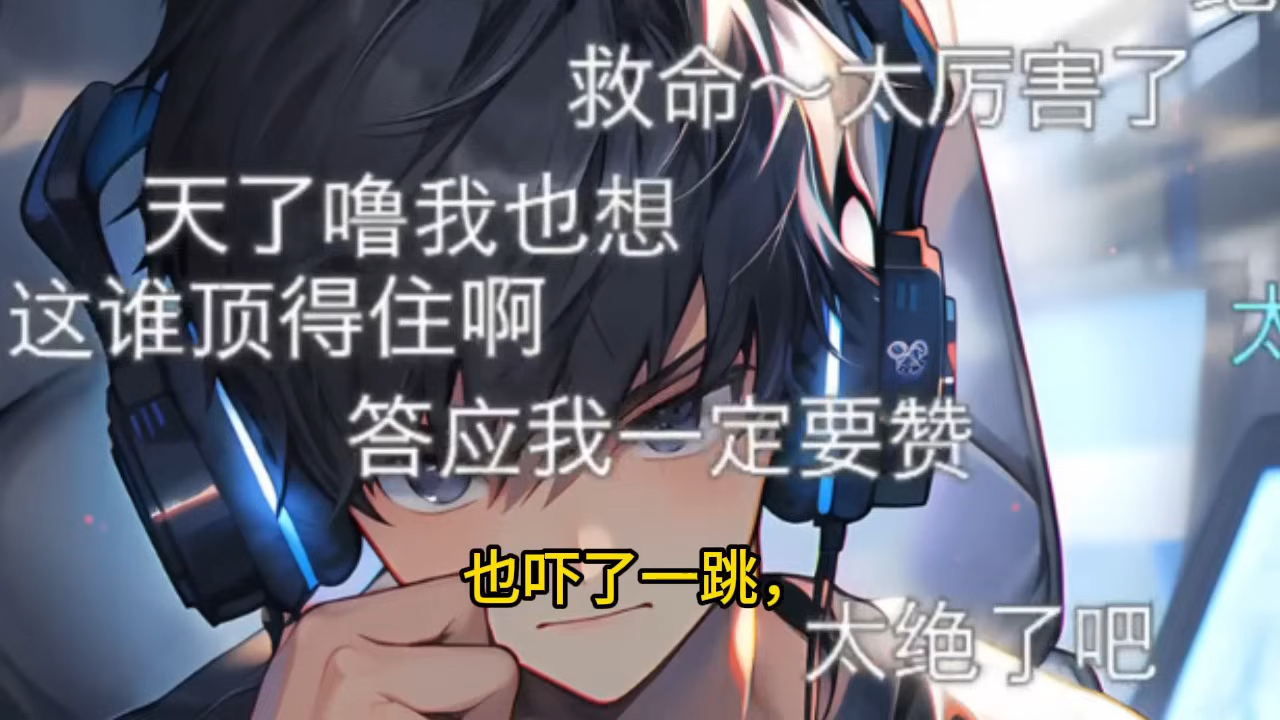 救命～太厉害了
天了噜我也想
这谁顶得住啊
太
答应我一定要赞
也吓了一跳，
太绝了吧